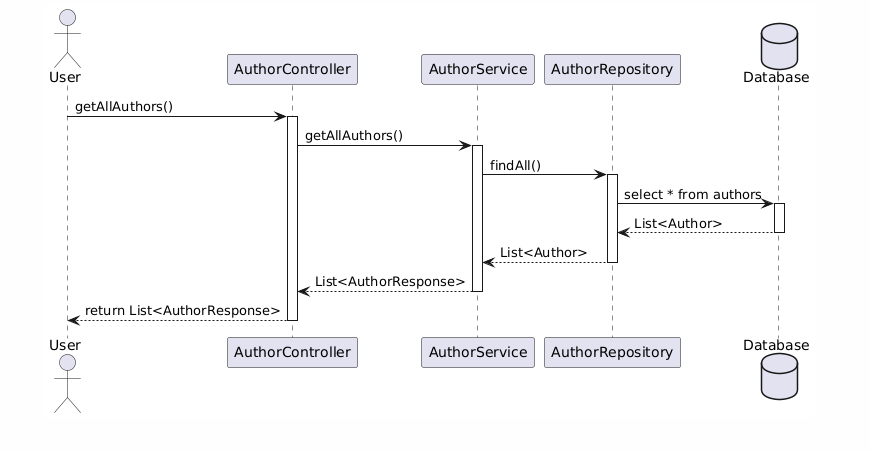 User
AuthorController
AuthorService
AuthorRepository
Database
getAllAuthors()
getAllAuthors()
findAll()
select * from authors
List<Author>
List<Author>
List<AuthorResponse>
return List<AuthorResponse>
User
AuthorController
AuthorService
AuthorRepository
Database